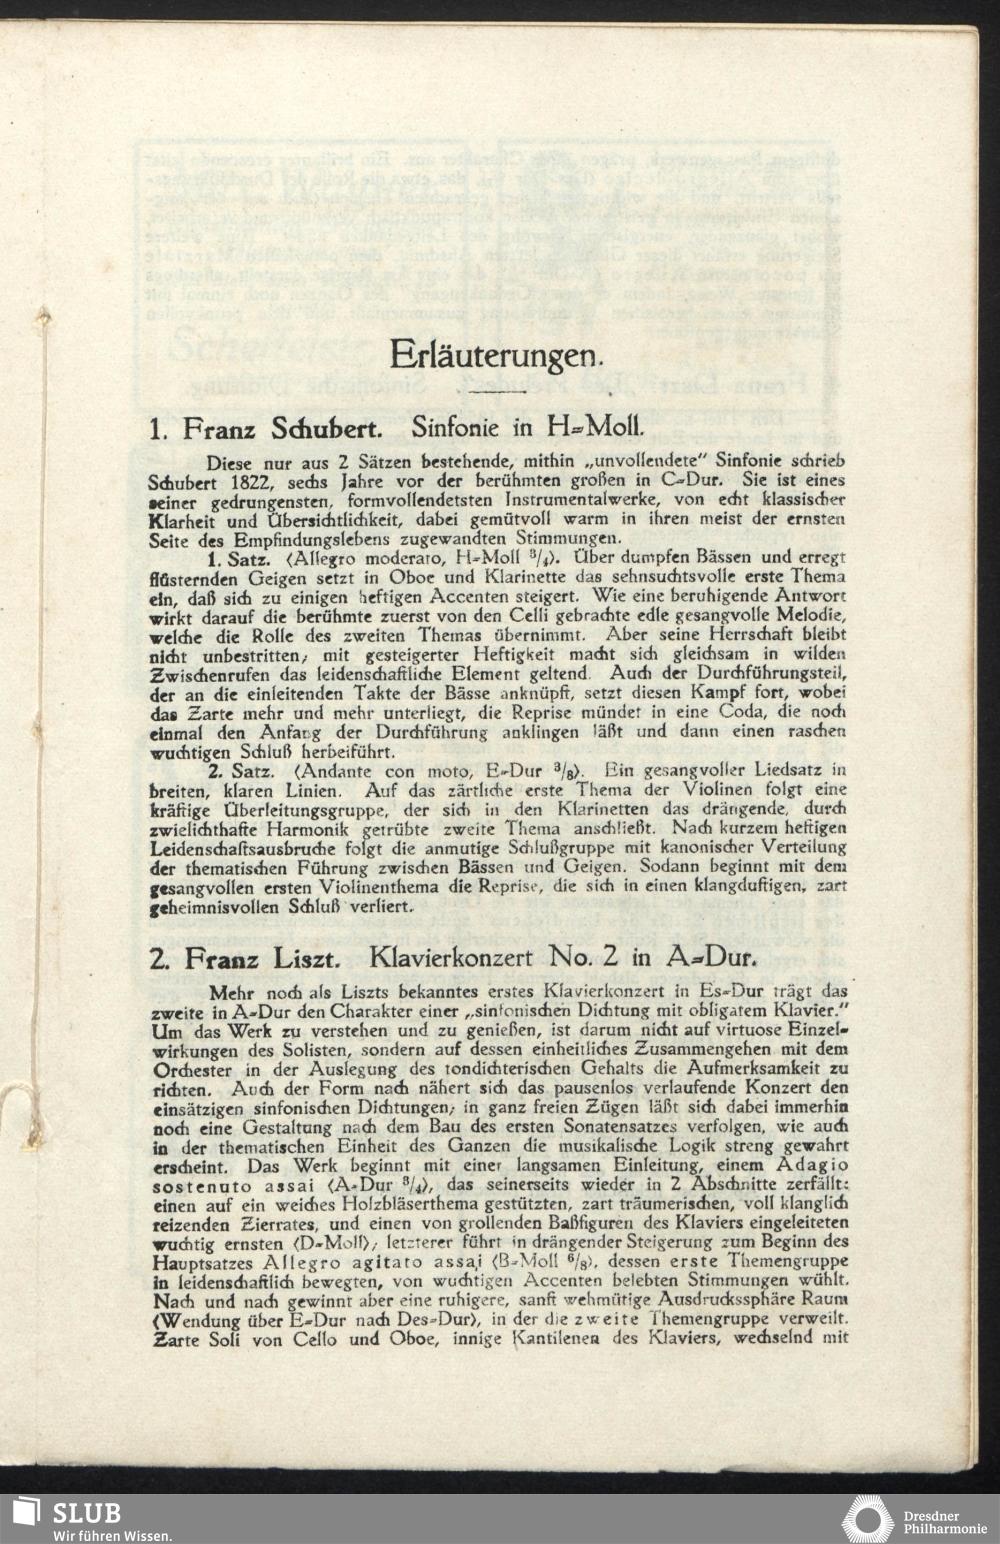 Erläuterungen.
1. Franz Schubert. Sinfonie in H=Moll.
Diese nur aus 2 Sätzen bestehende, mithin „unvollendete“ Sinfonie schrieb
Schubert 1822, sechs Jahre vor der berühmten großen in C=Dur. Sie ist eines
seiner gedrungensten, formvollendetsten Instrumentalwerke, von echt klassischer
Klarheit und Übersichtlichkeit, dabei gemütvoll warm in ihren meist der ernsten
Seite des Empfindungslebens zugewandten Stimmungen.
1. Satz. (Allegro moderato, H=Moll 3/4). Über dumpfen Bässen und erregt
flüsternden Geigen setzt in Oboe und Klarinette das sehnsuchtsvolle erste Thema
ein, daß sich zu einigen heftigen Accenten steigert. Wie eine beruhigende Antwort
wirkt darauf die berühmte zuerst von den Celli gebrachte edle gesangvolle Melodie,
welche die Rolle des zweiten Themas übernimmt. Aber seine Herrschaft bleibt
nicht unbestritten; mit gesteigerter Heftigkeit macht sich gleichsam in wilden
Zwischenrufen das leidenschaftliche Element geltend. Auch der Durchführungsteil,
der an die einleitenden Takte der Bässe anknüpft, setzt diesen Kampf fort, wobei
das Zarte mehr und mehr unterliegt, die Reprise mündet in eine Coda, die noch
einmal den Anfang der Durchführung anklingen läßt und dann einen raschen
wuchtigen Schluß herbeiführt.
2. Satz. (Andante con moto, E=Dur 3/8). Ein gesangvoller Liedsatz in
breiten, klaren Linien. Auf das zärtliche erste Thema der Violinen folgt eine
kräftige Überleitungsgruppe, der sich in den Klarinetten das drängende, durch
zwielichthafte Harmonik getrübte zweite Thema anschließt. Nach kurzem heftigen
Leidenschaftsausbruche folgt die anmutige Schlußgruppe mit kanonischer Verteilung
der thematischen Führung zwischen Bässen und Geigen. Sodann beginnt mit dem
gesangvollen ersten Violinenthema die Reprise, die sich in einen klangduftigen, zart
geheimnisvollen Schluß verliert.
2. Franz Liszt. Klavierkonzert No. 2 in A=Dur.
Mehr noch als Liszts bekanntes erstes Klavierkonzert in Es=Dur trägt das
zweite in A=Dur den Charakter einer „sinfonischen Dichtung mit obligatem Klavier.“
Um das Werk zu verstehen und zu genießen, ist darum nicht auf virtuose Einzel=
wirkungen des Solisten, sondern auf dessen einheitliches Zusammengehen mit dem
Orchester in der Auslegung des tondichterischen Gehalts die Aufmerksamkeit zu
richten. Auch der Form nach nähert sich das pausenlos verlaufende Konzert den
einsätzigen sinfonischen Dichtungen; in ganz freien Zügen läßt sich dabei immerhin
noch eine Gestaltung nach dem Bau des ersten Sonatensatzes verfolgen, wie auch
in der thematischen Einheit des Ganzen die musikalische Logik streng gewahrt
erscheint. Das Werk beginnt mit einer langsamen Einleitung, einem Adagio
sostenuto assai (A=Dur 3/4), das seinerseits wieder in 2 Abschnitte zerfällt:
einen auf ein weiches Holzbläserthema gestützten, zart träumerischen, voll klanglich
reizenden Zierrates, und einen von grollenden Baßfiguren des Klaviers eingeleiteten
wuchtig ernsten (D=Moll); letzterer führt in drängender Steigerung zum Beginn des
Hauptsatzes Allegro agitato assai (B=Moll 6/8), dessen erste Themengruppe
in leidenschaftlich bewegten, von wuchtigen Accenten belebten Stimmungen wühlt.
Nach und nach gewinnt aber eine ruhigere, sanft wehmütige Ausdruckssphäre Raum
(Wendung über E=Dur nach Des=Dur), in der die zweite Themengruppe verweilt.
Zarte Soli von Cello und Oboe, innige Kantilenen des Klaviers, wechselnd mit
SLUB
Wir führen Wissen.
Dresdner
Philharmonie